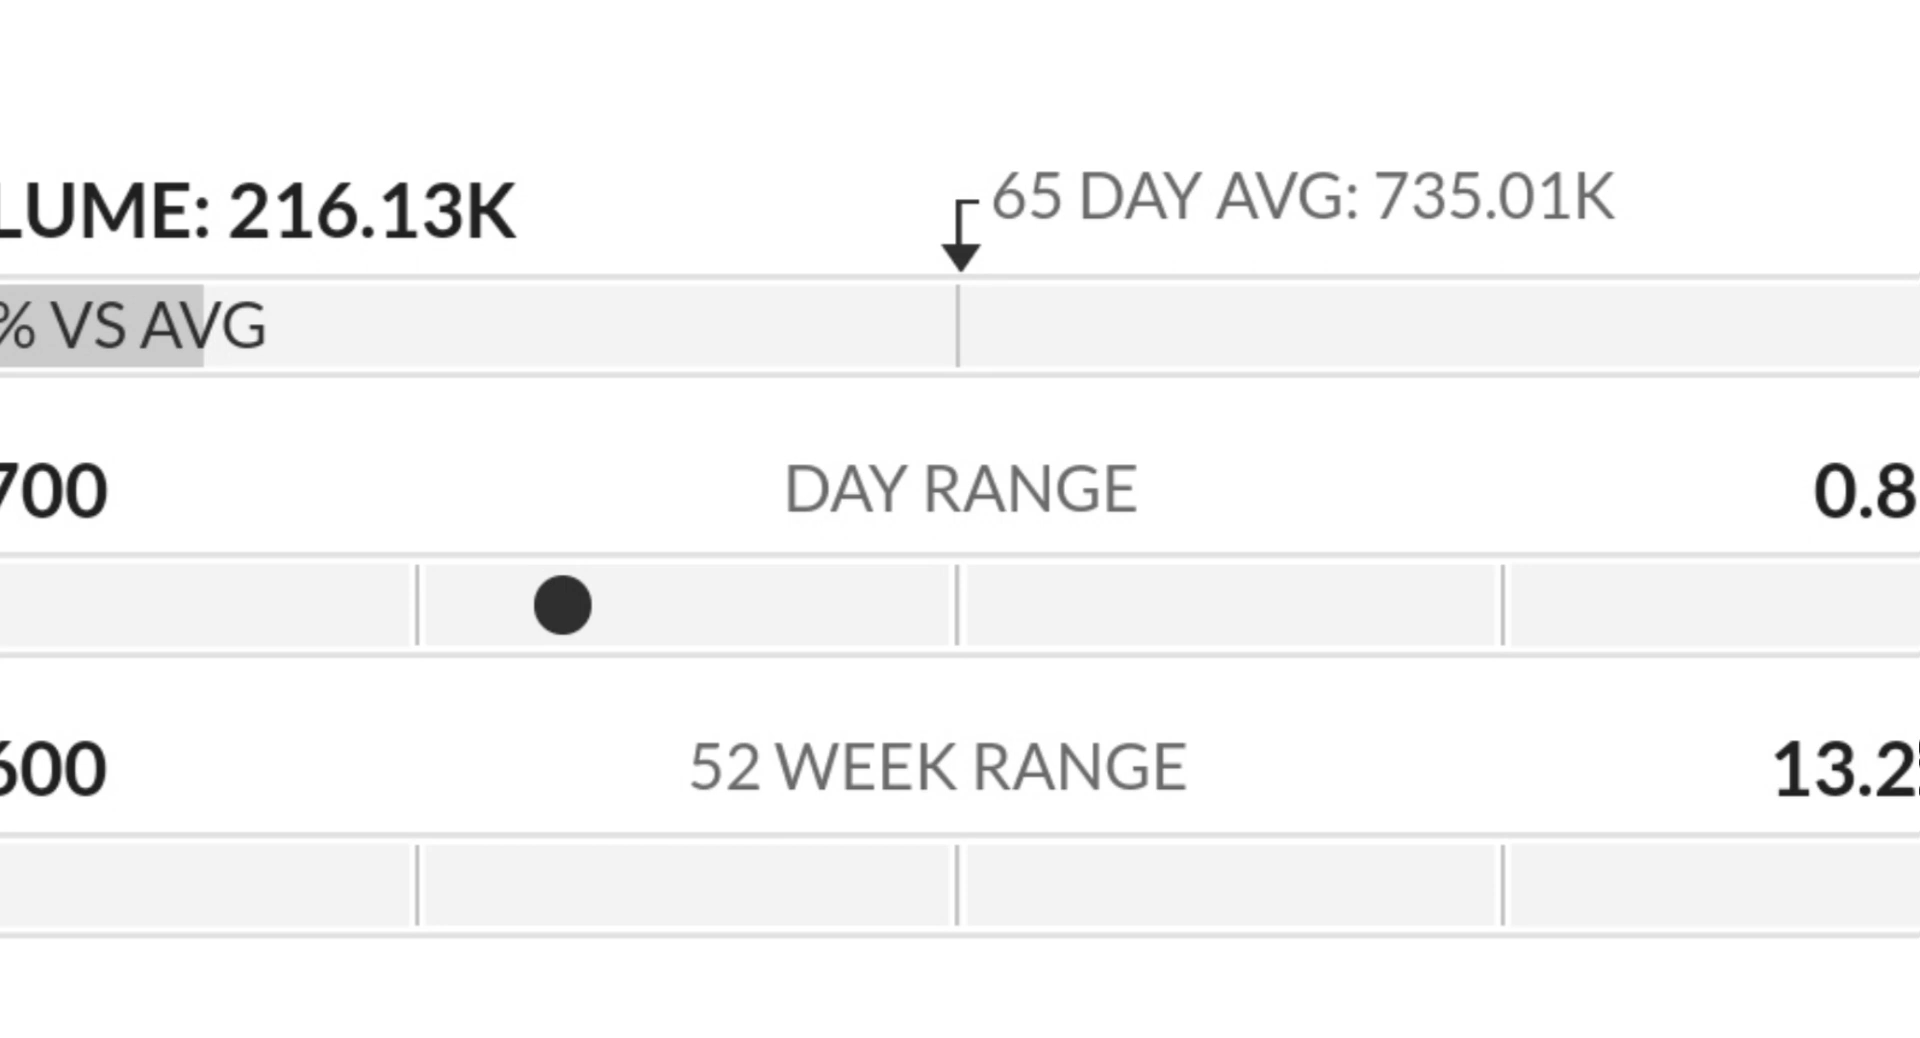 LUME: 216.13K
65 DAY AVG: 735.01K
% VS AVG
700
DAY RANGE
0.8
600
52 WEEK RANGE
13.2